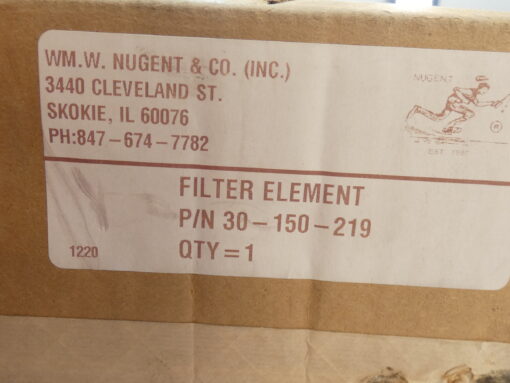 WM.W. NUGENT & CO. (INC.)
3440 CLEVELAND ST.
SKOKIE, IL 60076
PH:847-674-7782
NUGENT
®
FILTER ELEMENT
P/N 30-150-219
QTY=1
1220